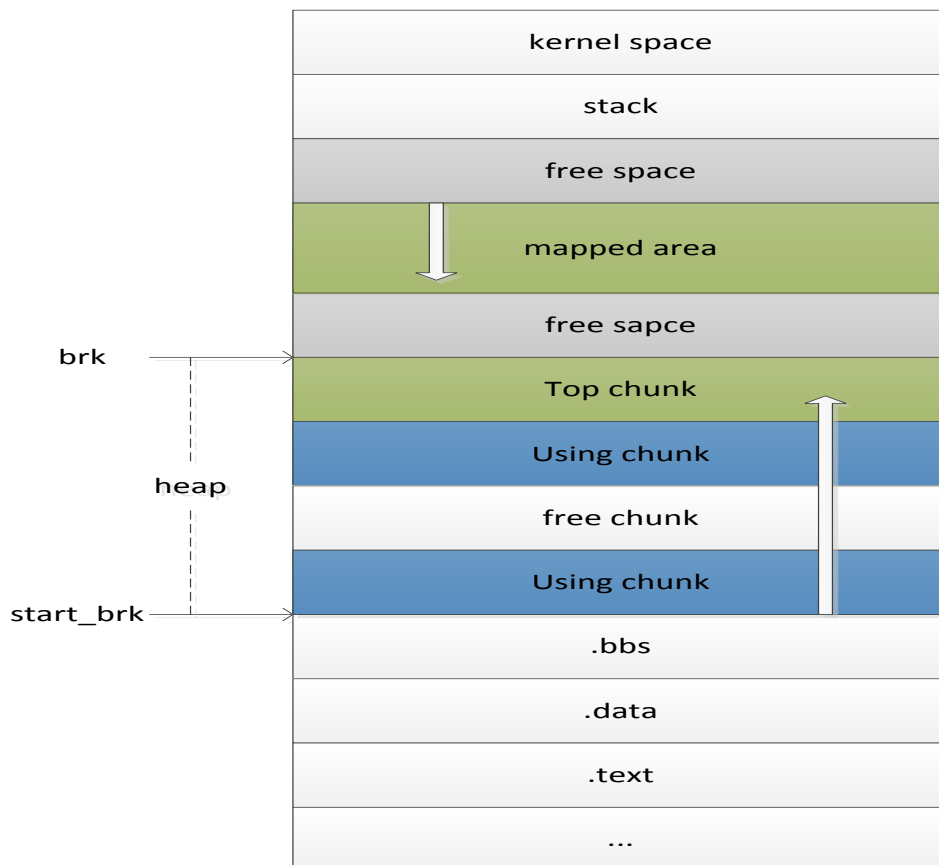 kernel space
stack
free space
mapped area
free sapce
brk
Top chunk
Using chunk
heap
free chunk
Using chunk
start_brk
.bbs
.data
.text
...